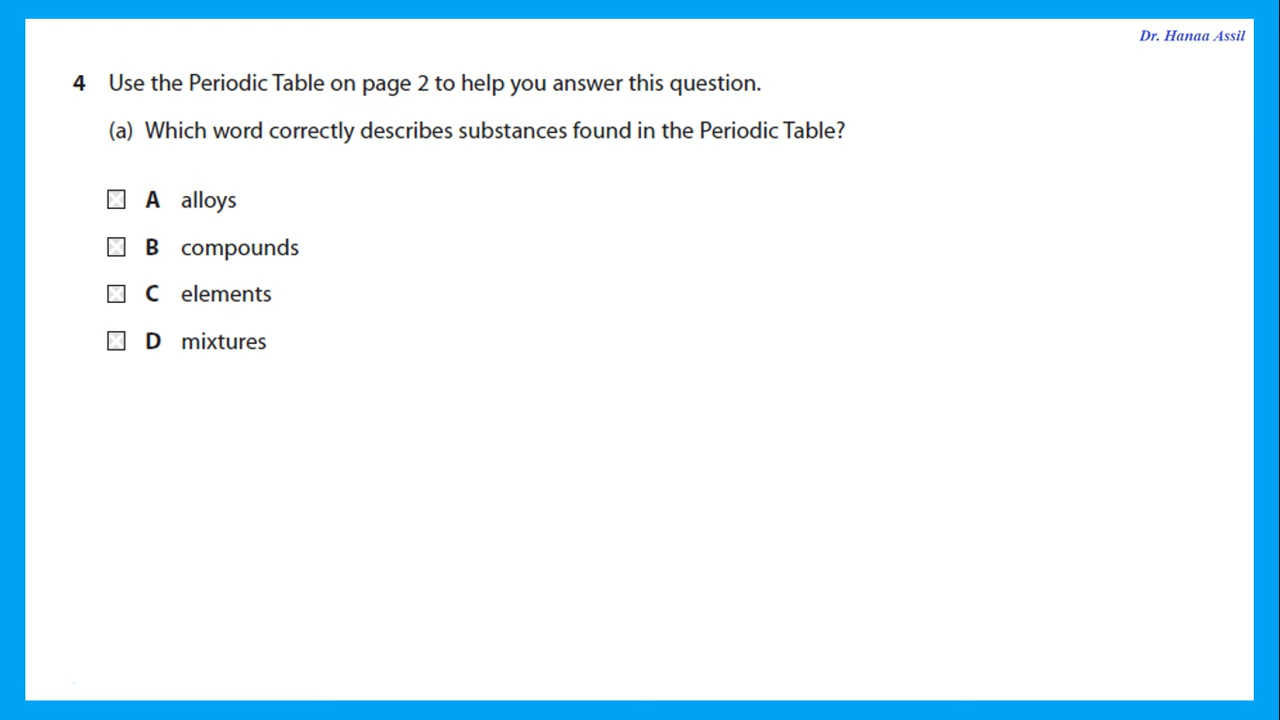 Dr. Hanaa Assil
4 Use the Periodic Table on page 2 to help you answer this question.
(a) Which word correctly describes substances found in the Periodic Table?
A alloys
B compounds
C elements
D mixtures